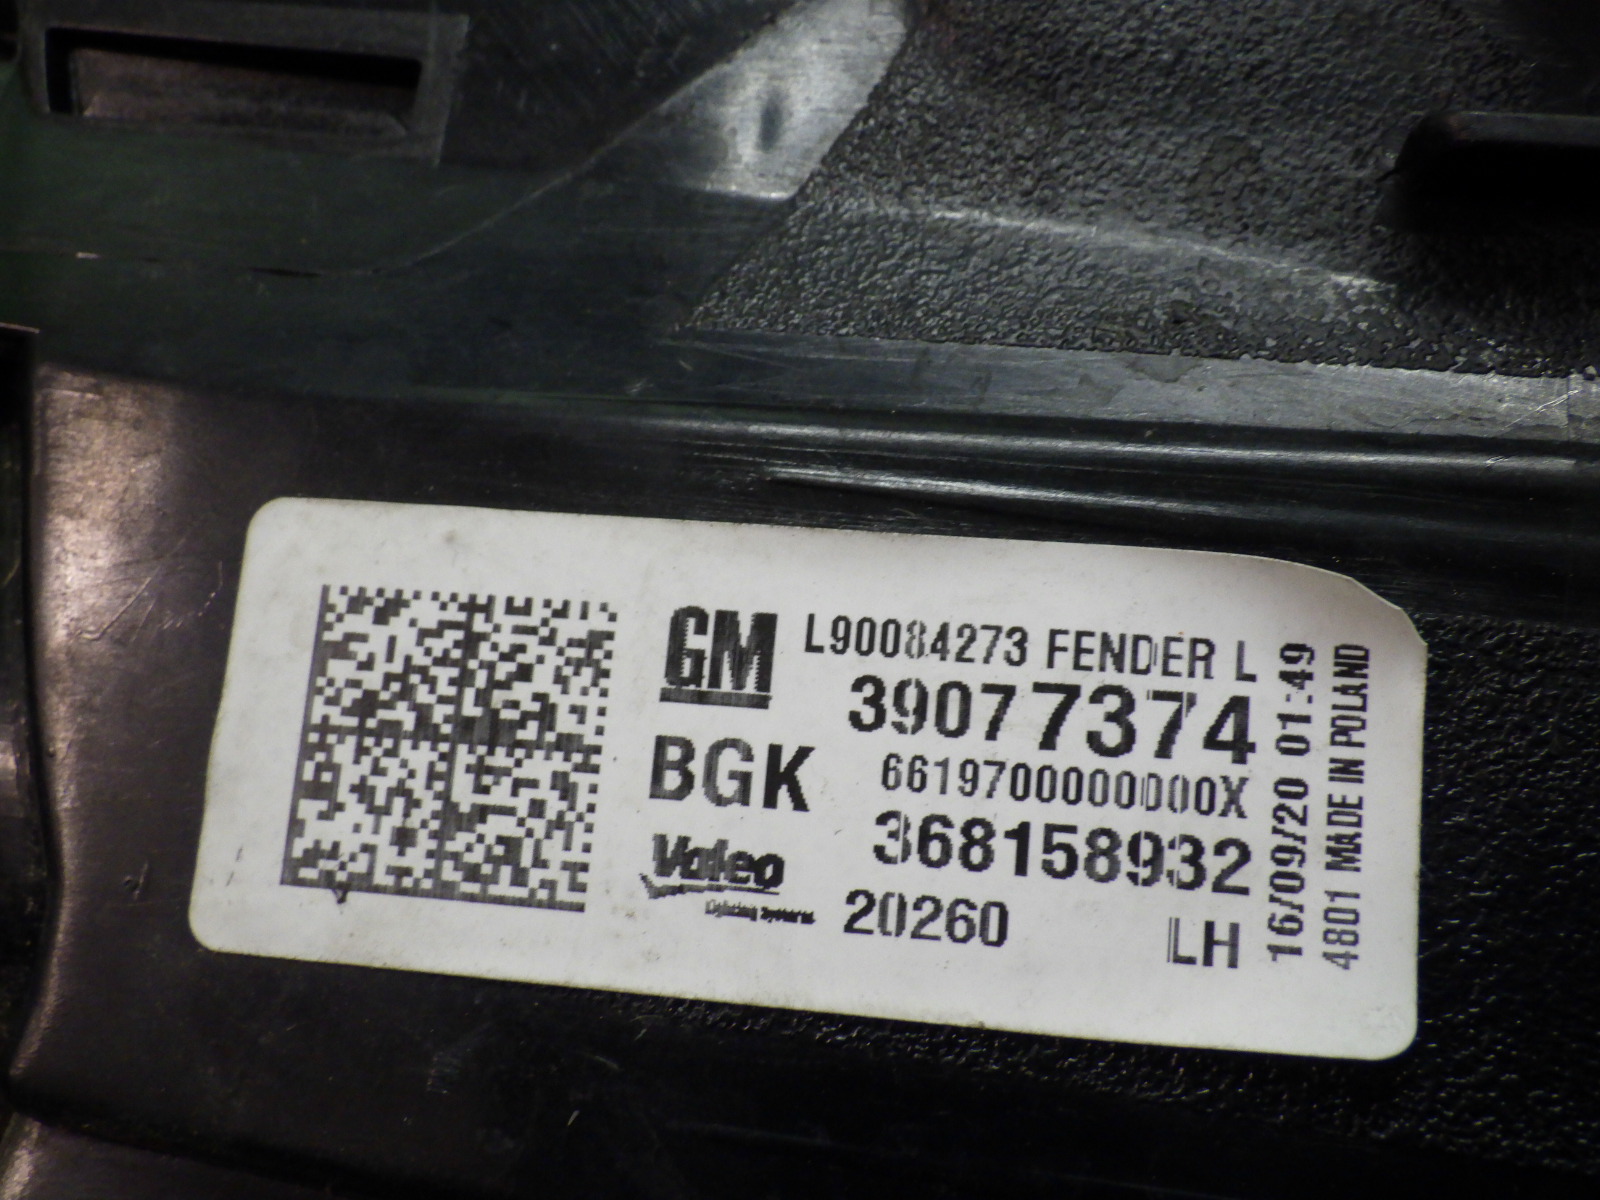 GM L90084273 FENDER L
39077374
BGK 6619700000000X
Valeo 368158932
Lighting Systems 20260 LH
16/09/20 01:49
4801 MADE IN POLAND